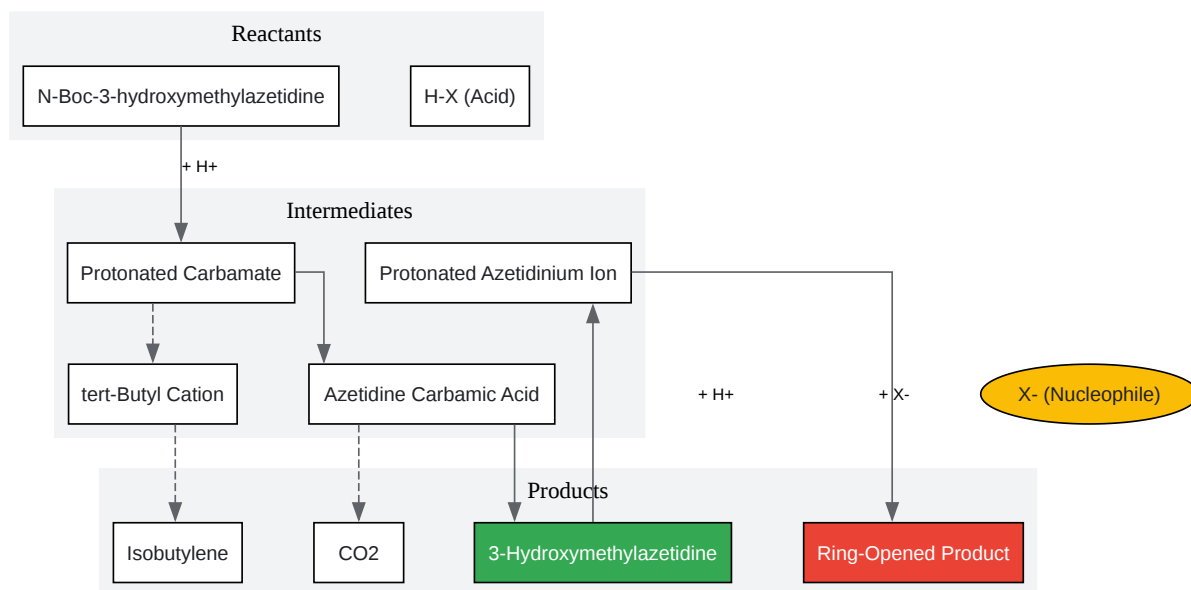 Reactants
N-Boc-3-hydroxymethylazetidine
H-X (Acid)
+ H+
Intermediates
Protonated Carbamate
Protonated Azetidinium Ion
tert-Butyl Cation
Azetidine Carbamic Acid
+ H+
+ X-
X- (Nucleophile)
Products
Isobutylene
CO2
3-Hydroxymethylazetidine
Ring-Opened Product